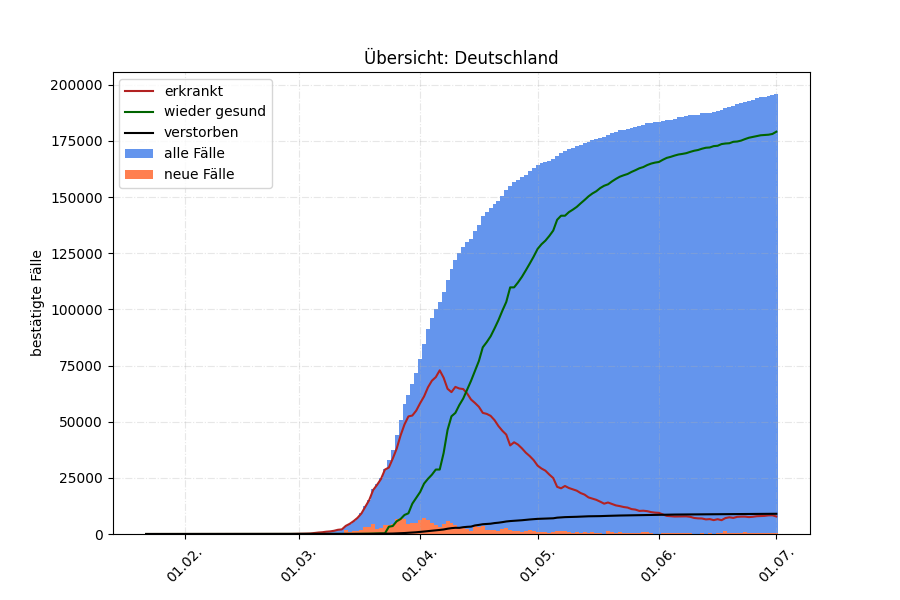 Übersicht: Deutschland
erkrankt
wieder gesund
verstorben
alle Fälle
neue Fälle
bestätigte Fälle
200000
175000
150000
125000
100000
75000
50000
25000
0
01.02.
01.03.
01.04.
01.05.
01.06.
01.07.